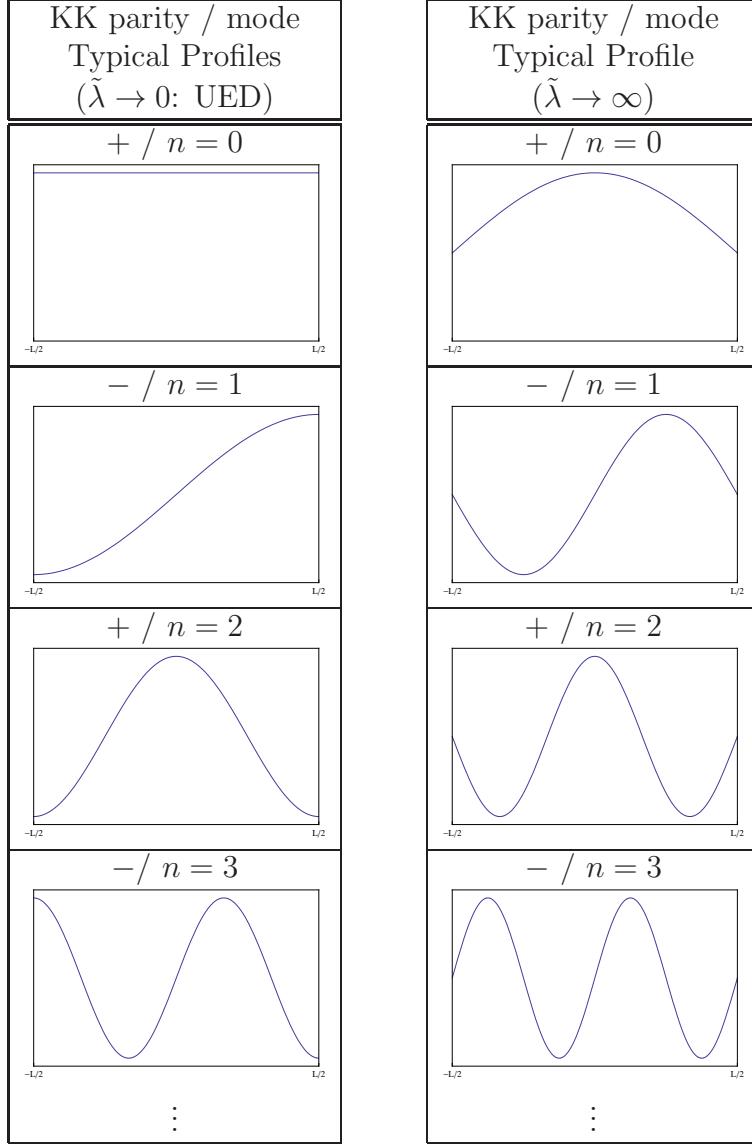 KK parity / mode
Typical Profiles
(λ̃ → 0: UED)
+ / n = 0
−L/2 L/2
− / n = 1
−L/2 L/2
+ / n = 2
−L/2 L/2
−/ n = 3
−L/2 L/2
⋮
KK parity / mode
Typical Profile
(λ̃ → ∞)
+ / n = 0
−L/2 L/2
− / n = 1
−L/2 L/2
+ / n = 2
−L/2 L/2
− / n = 3
−L/2 L/2
⋮